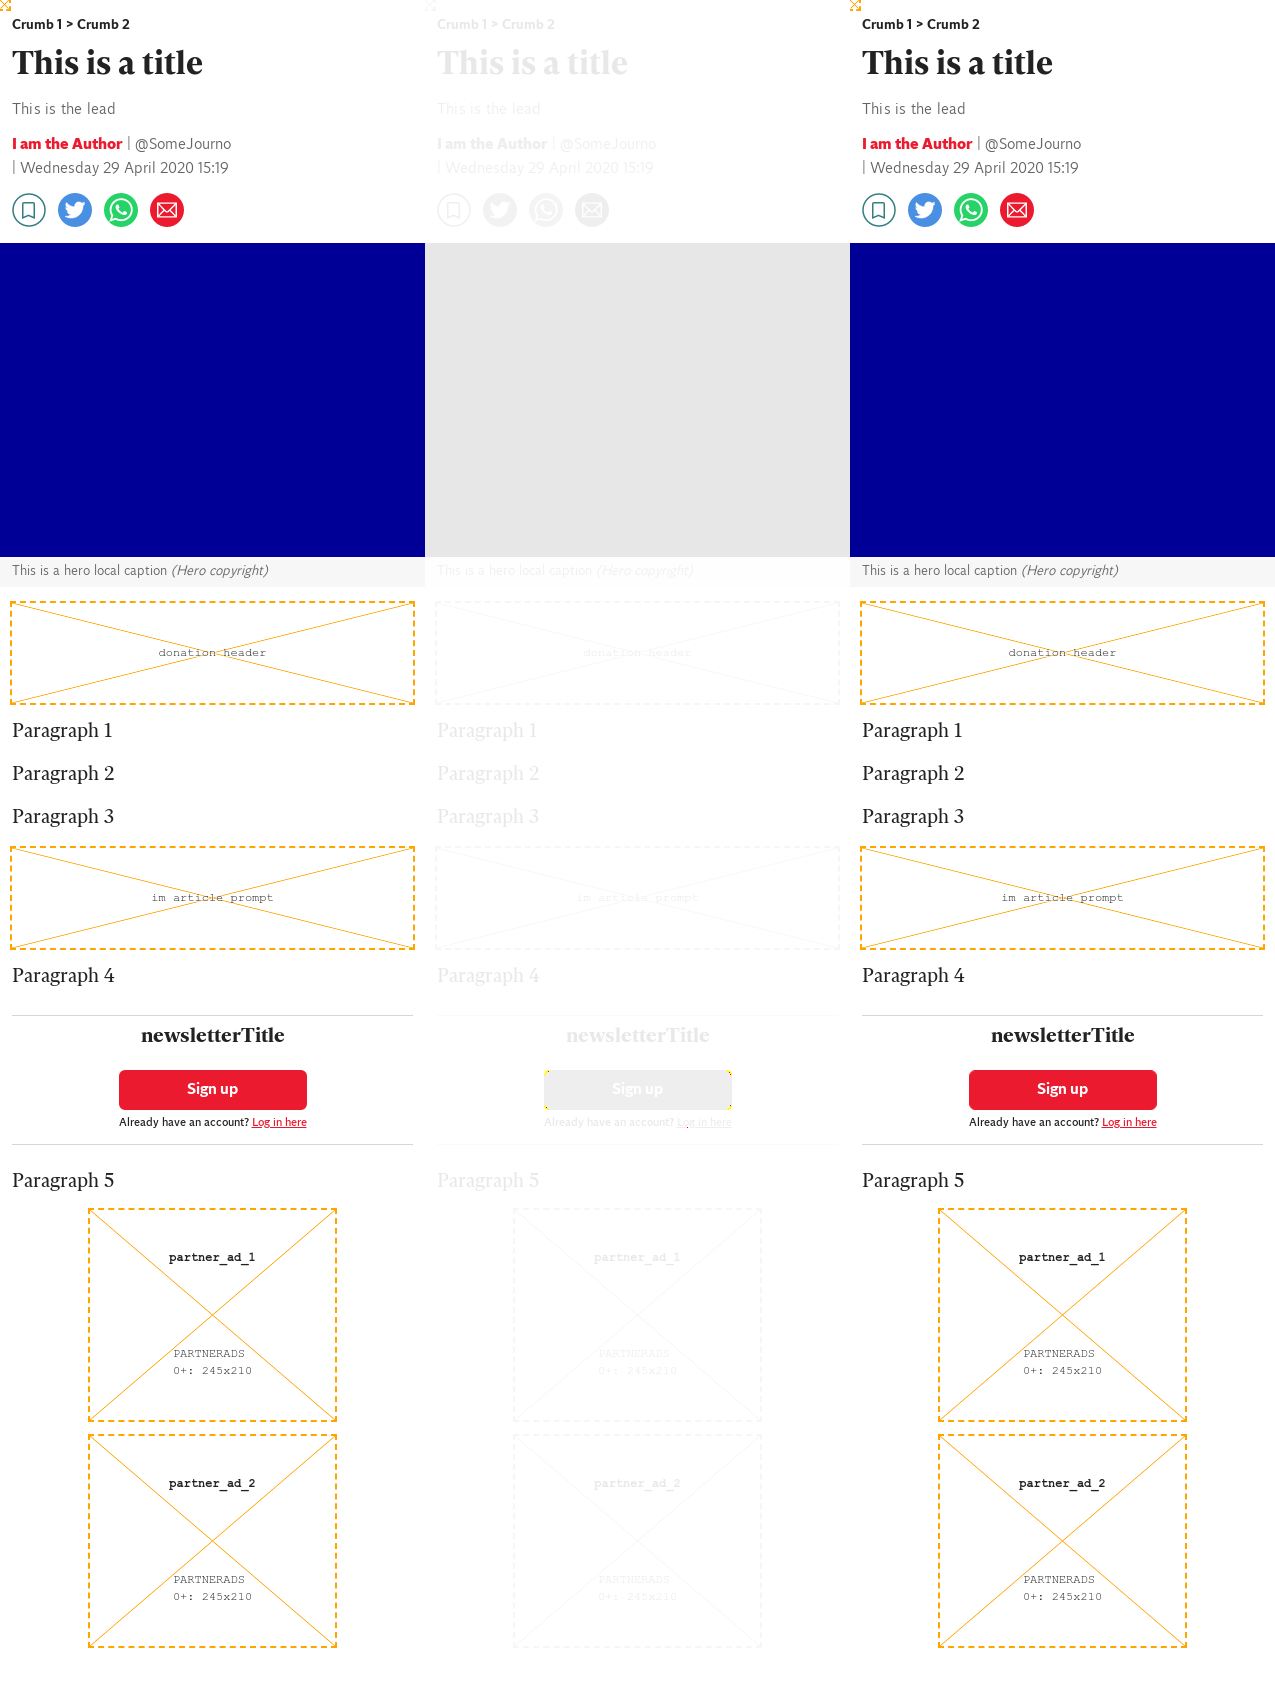 Crumb 1 > Crumb 2
This is a title
This is the lead
I am the Author | @SomeJourno
| Wednesday 29 April 2020 15:19
This is a hero local caption (Hero copyright)
donation header
Paragraph 1
Paragraph 2
Paragraph 3
im article prompt
Paragraph 4
newsletterTitle
Sign up
Already have an account? Log in here
Paragraph 5
partner_ad_1
PARTNERADS
0+: 245x210
partner_ad_2
PARTNERADS
0+: 245x210
Crumb 1 > Crumb 2
This is a title
This is the lead
I am the Author | @SomeJourno
| Wednesday 29 April 2020 15:19
This is a hero local caption (Hero copyright)
donation header
Paragraph 1
Paragraph 2
Paragraph 3
im article prompt
Paragraph 4
newsletterTitle
Sign up
Already have an account? Log in here
Paragraph 5
partner_ad_1
PARTNERADS
0+: 245x210
partner_ad_2
PARTNERADS
0+: 245x210
Crumb 1 > Crumb 2
This is a title
This is the lead
I am the Author | @SomeJourno
| Wednesday 29 April 2020 15:19
This is a hero local caption (Hero copyright)
donation header
Paragraph 1
Paragraph 2
Paragraph 3
im article prompt
Paragraph 4
newsletterTitle
Sign up
Already have an account? Log in here
Paragraph 5
partner_ad_1
PARTNERADS
0+: 245x210
partner_ad_2
PARTNERADS
0+: 245x210